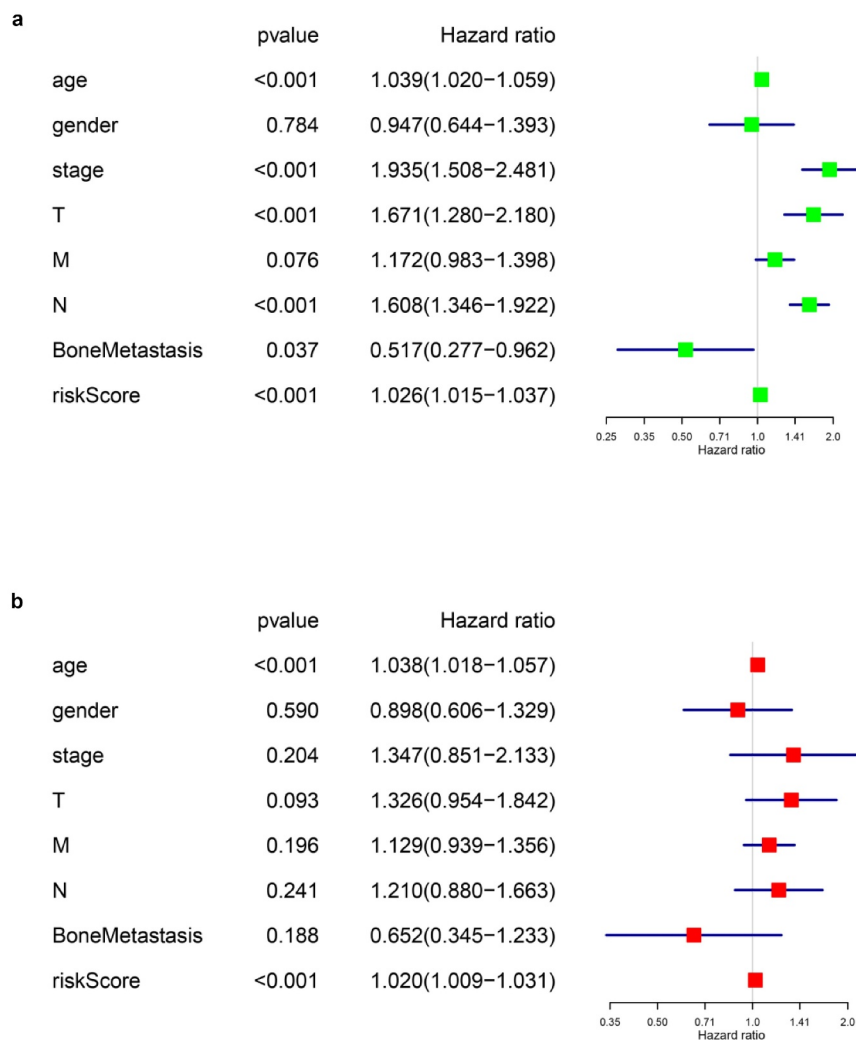 a
pvalue Hazard ratio
age <0.001 1.039(1.020−1.059)
gender 0.784 0.947(0.644−1.393)
stage <0.001 1.935(1.508−2.481)
T <0.001 1.671(1.280−2.180)
M 0.076 1.172(0.983−1.398)
N <0.001 1.608(1.346−1.922)
BoneMetastasis 0.037 0.517(0.277−0.962)
riskScore <0.001 1.026(1.015−1.037)
0.25 0.35 0.50 0.71 1.0 1.41 2.0
Hazard ratio
b
pvalue Hazard ratio
age <0.001 1.038(1.018−1.057)
gender 0.590 0.898(0.606−1.329)
stage 0.204 1.347(0.851−2.133)
T 0.093 1.326(0.954−1.842)
M 0.196 1.129(0.939−1.356)
N 0.241 1.210(0.880−1.663)
BoneMetastasis 0.188 0.652(0.345−1.233)
riskScore <0.001 1.020(1.009−1.031)
0.35 0.50 0.71 1.0 1.41 2.0
Hazard ratio